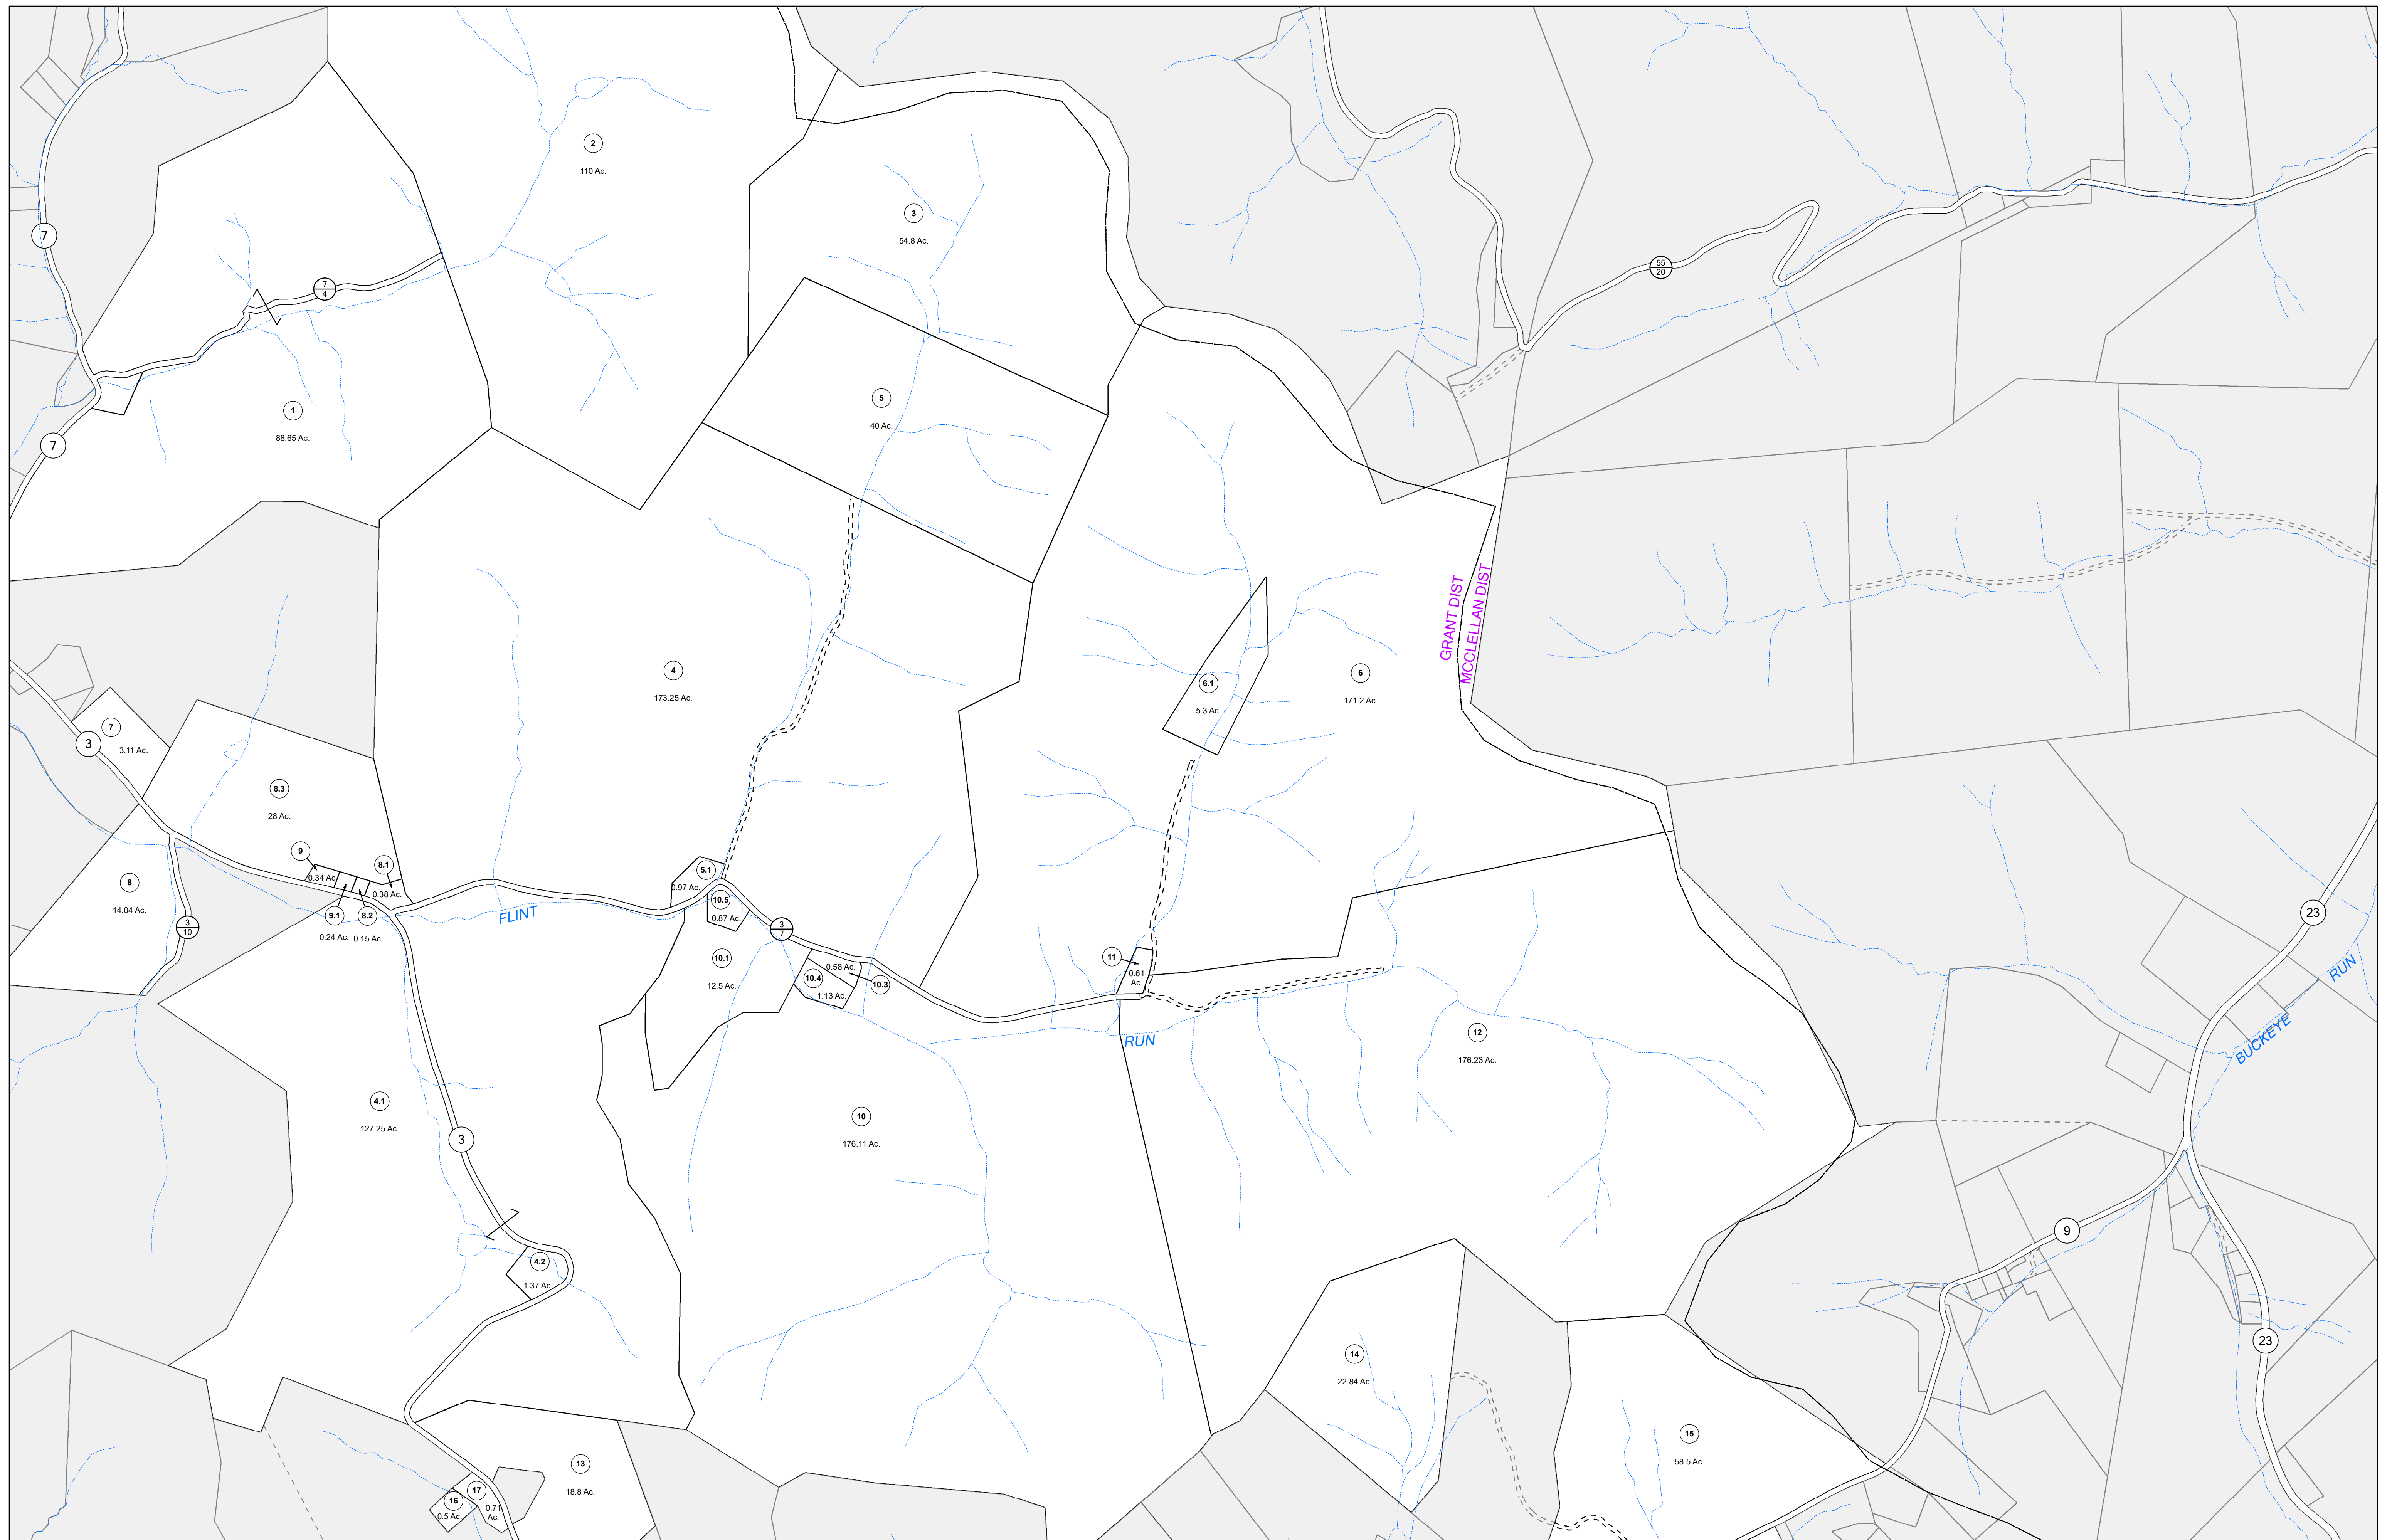 2
110 Ac.
3
54.8 Ac.
7
7
4
55
20
5
40 Ac.
1
88.65 Ac.
7
GRANT DIST
MCCLELLAN DIST
4
173.25 Ac.
6
171.2 Ac.
6.1
5.3 Ac.
7
3.11 Ac.
3
8.3
28 Ac.
9
0.34 Ac.
8.1
0.38 Ac.
9.1
8.2
0.24 Ac.
0.15 Ac.
8
14.04 Ac.
3
10
FLINT
5.1
0.97 Ac.
10.5
0.87 Ac.
3
7
10.1
12.5 Ac.
0.58 Ac.
10.4
10.3
1.13 Ac.
11
0.61
Ac.
RUN
12
176.23 Ac.
23
RUN
BUCKEYE
4.1
127.25 Ac.
3
10
176.11 Ac.
9
4.2
1.37 Ac.
23
14
22.84 Ac.
15
58.5 Ac.
13
18.8 Ac.
17
0.71
Ac.
16
0.5 Ac.